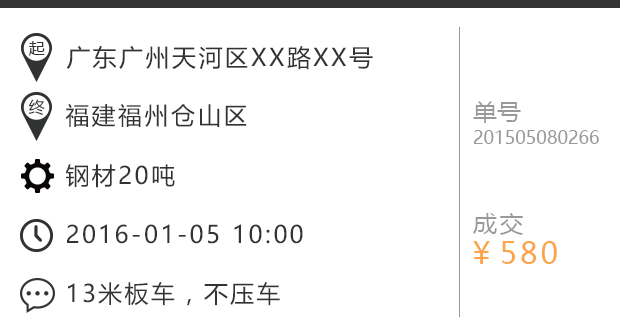 起 广东广州天河区XX路XX号
终 福建福州仓山区
钢材20吨
2016-01-05 10:00
13米板车，不压车
单号
201505080266
成交
¥ 580